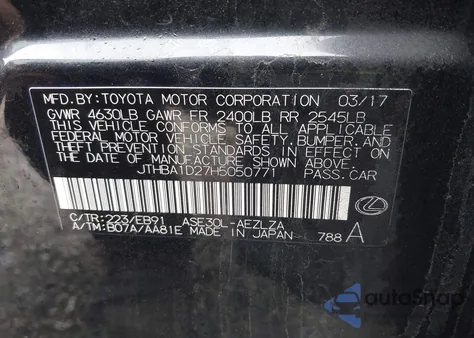 MFD.BY: TOYOTA MOTOR CORPORATION 03/17
GVWR 4630LB GAWR FR 2400LB RR 2545LB
THIS VEHICLE CONFORMS TO ALL APPLICABLE
FEDERAL MOTOR VEHICLE SAFETY, BUMPER, AND
THEFT PREVENTION STANDARDS IN EFFECT ON
THE DATE OF MANUFACTURE SHOWN ABOVE.
JTHBA1D27H5050771 PASS.CAR
C/TR: 223/EB91 ASE30L-AEZLZA
A/TM: B07A/AA81E MADE IN JAPAN 788 A
autoSnap